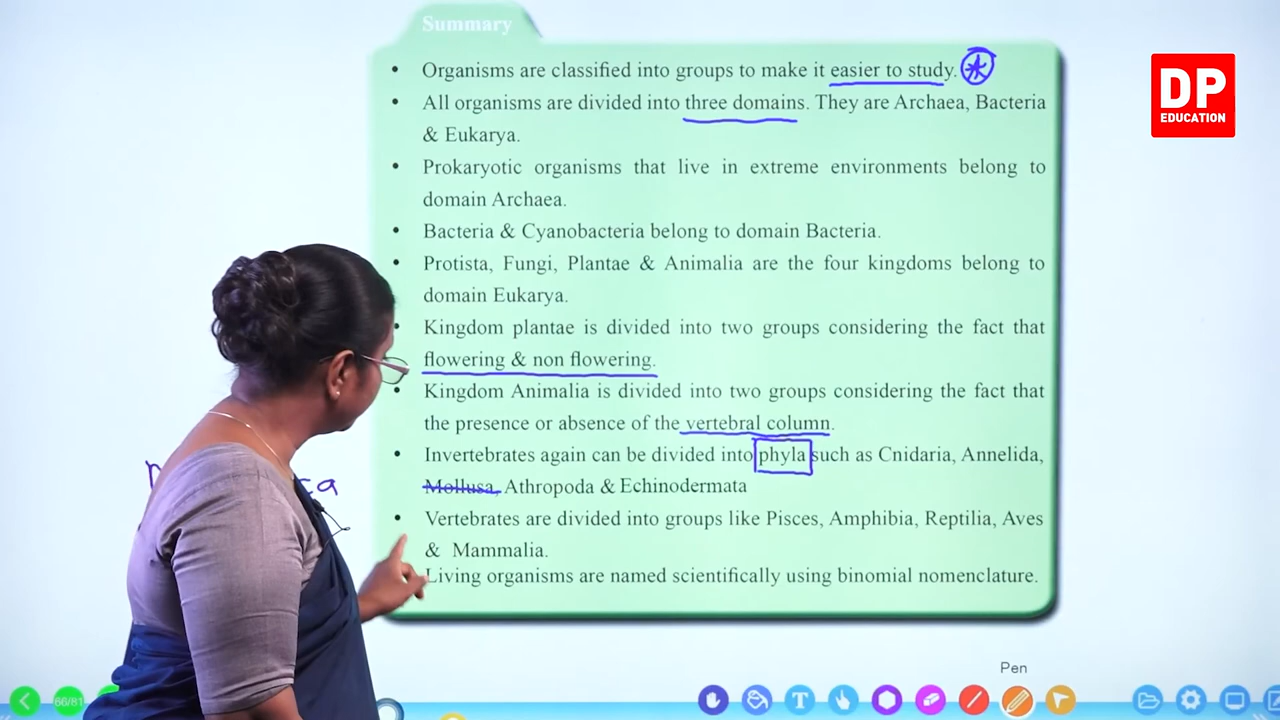 Summary
• Organisms are classified into groups to make it easier to study.
• All organisms are divided into three domains. They are Archaea, Bacteria
& Eukarya.
• Prokaryotic organisms that live in extreme environments belong to
domain Archaea.
• Bacteria & Cyanobacteria belong to domain Bacteria.
• Protista, Fungi, Plantae & Animalia are the four kingdoms belong to
domain Eukarya.
• Kingdom plantae is divided into two groups considering the fact that
flowering & non flowering.
• Kingdom Animalia is divided into two groups considering the fact that
the presence or absence of the vertebral column.
• Invertebrates again can be divided into phyla such as Cnidaria, Annelida,
Mollusa, Athropoda & Echinodermata
• Vertebrates are divided into groups like Pisces, Amphibia, Reptilia, Aves
& Mammalia.
Living organisms are named scientifically using binomial nomenclature.
DP
EDUCATION
Pen
66/81